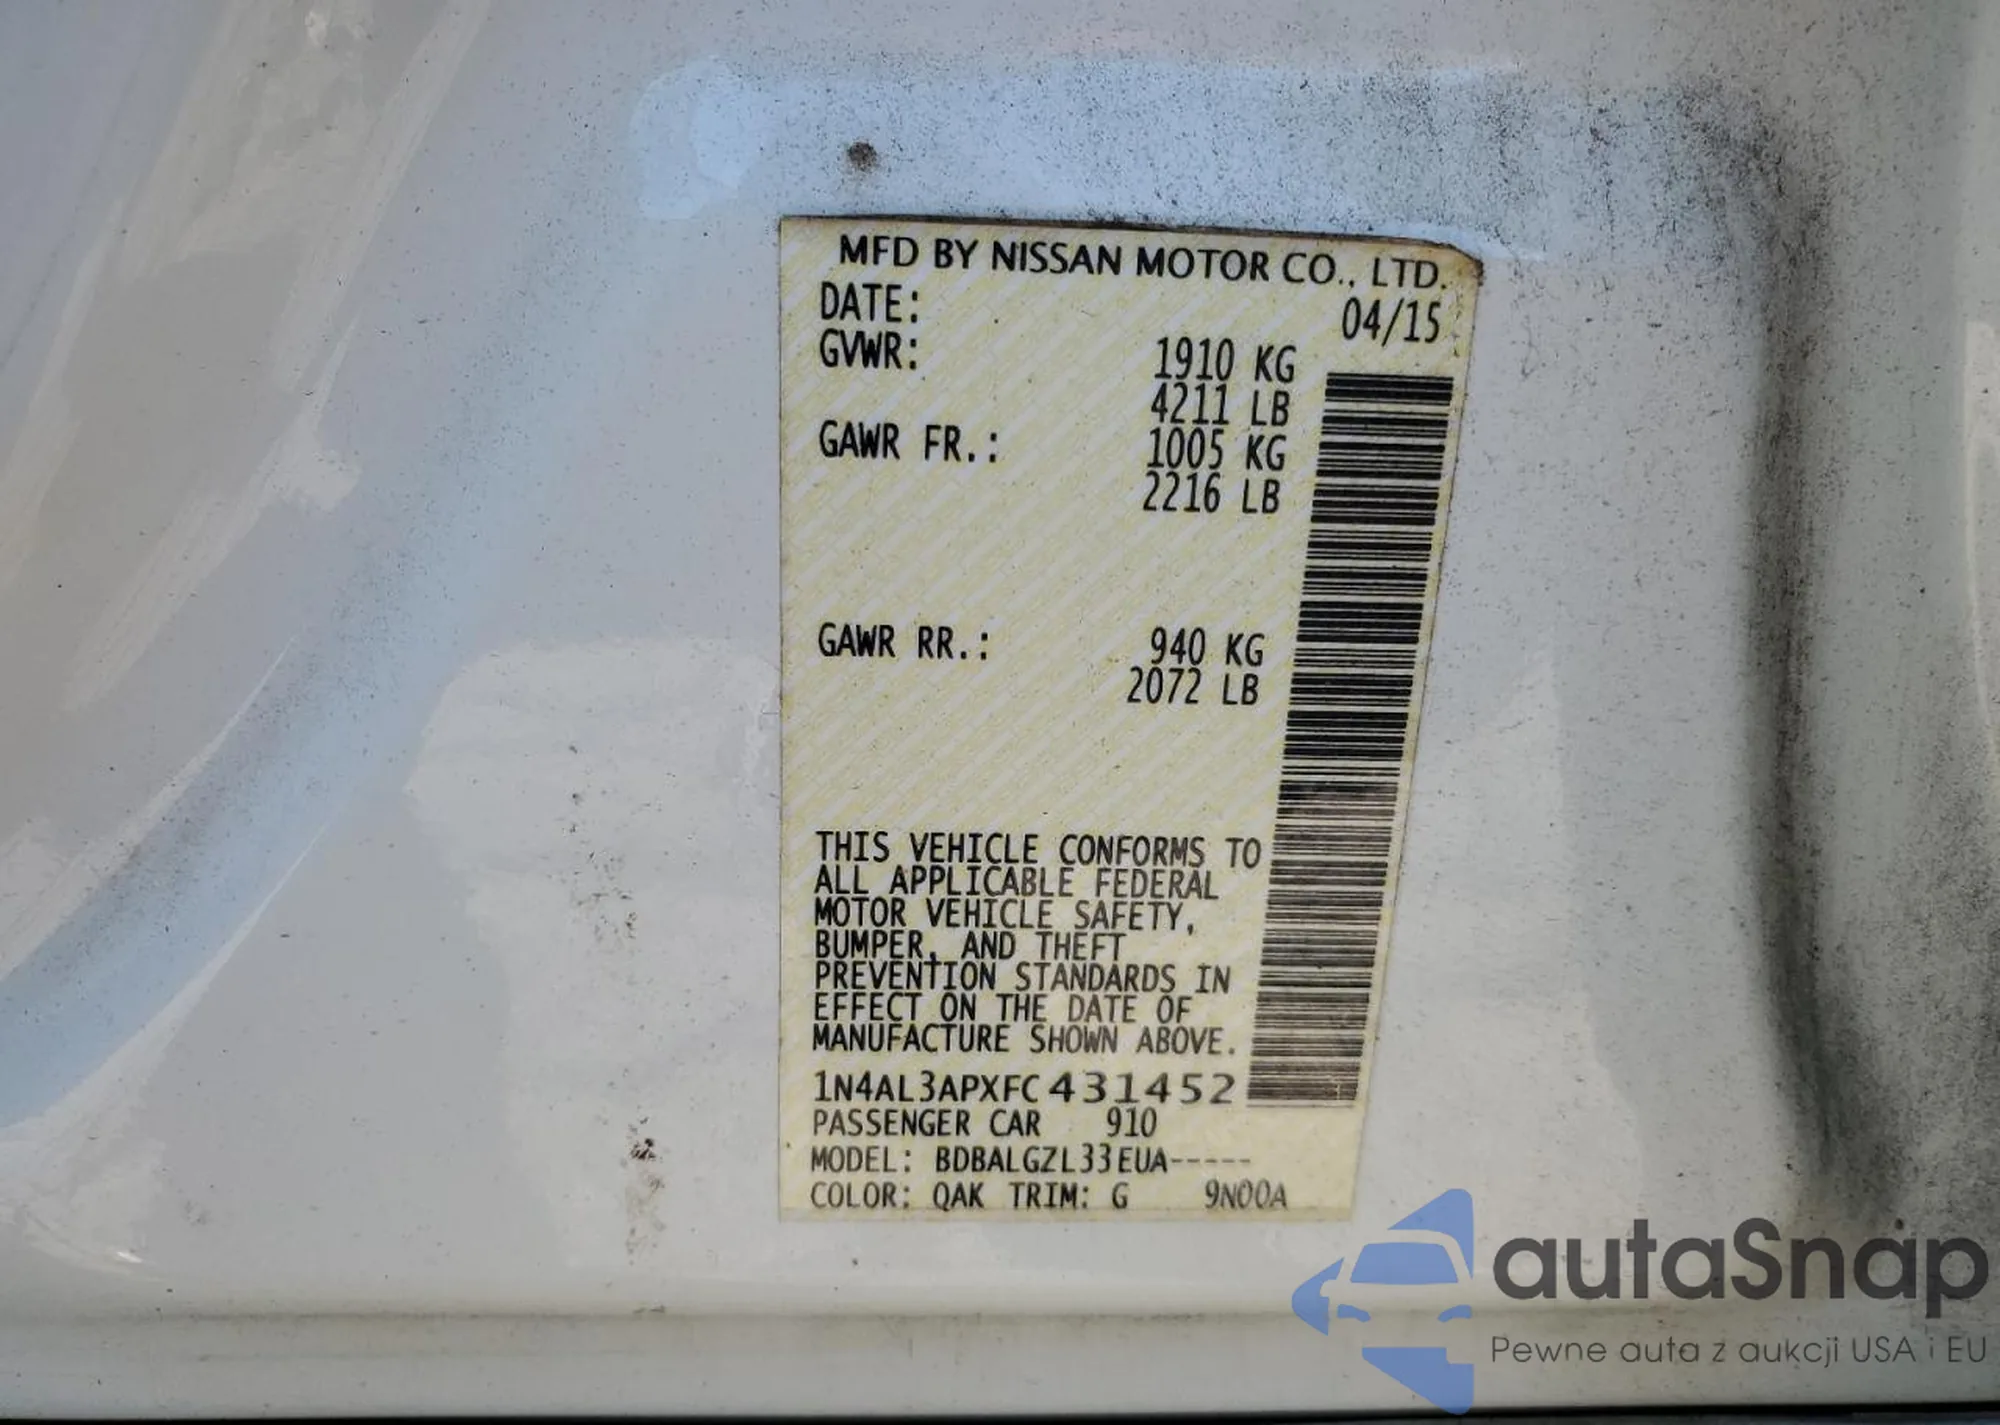 MFD BY NISSAN MOTOR CO., LTD.
DATE: 04/15
GVWR: 1910 KG
4211 LB
GAWR FR.: 1005 KG
2216 LB
GAWR RR.: 940 KG
2072 LB
THIS VEHICLE CONFORMS TO
ALL APPLICABLE FEDERAL
MOTOR VEHICLE SAFETY,
BUMPER, AND THEFT
PREVENTION STANDARDS IN
EFFECT ON THE DATE OF
MANUFACTURE SHOWN ABOVE.
1N4AL3APXFC431452
PASSENGER CAR 910
MODEL: BDBALGZL33EUA-----
COLOR: QAK TRIM: G 9N00A
autaSnap
Pewne auta z aukcji USA i EU